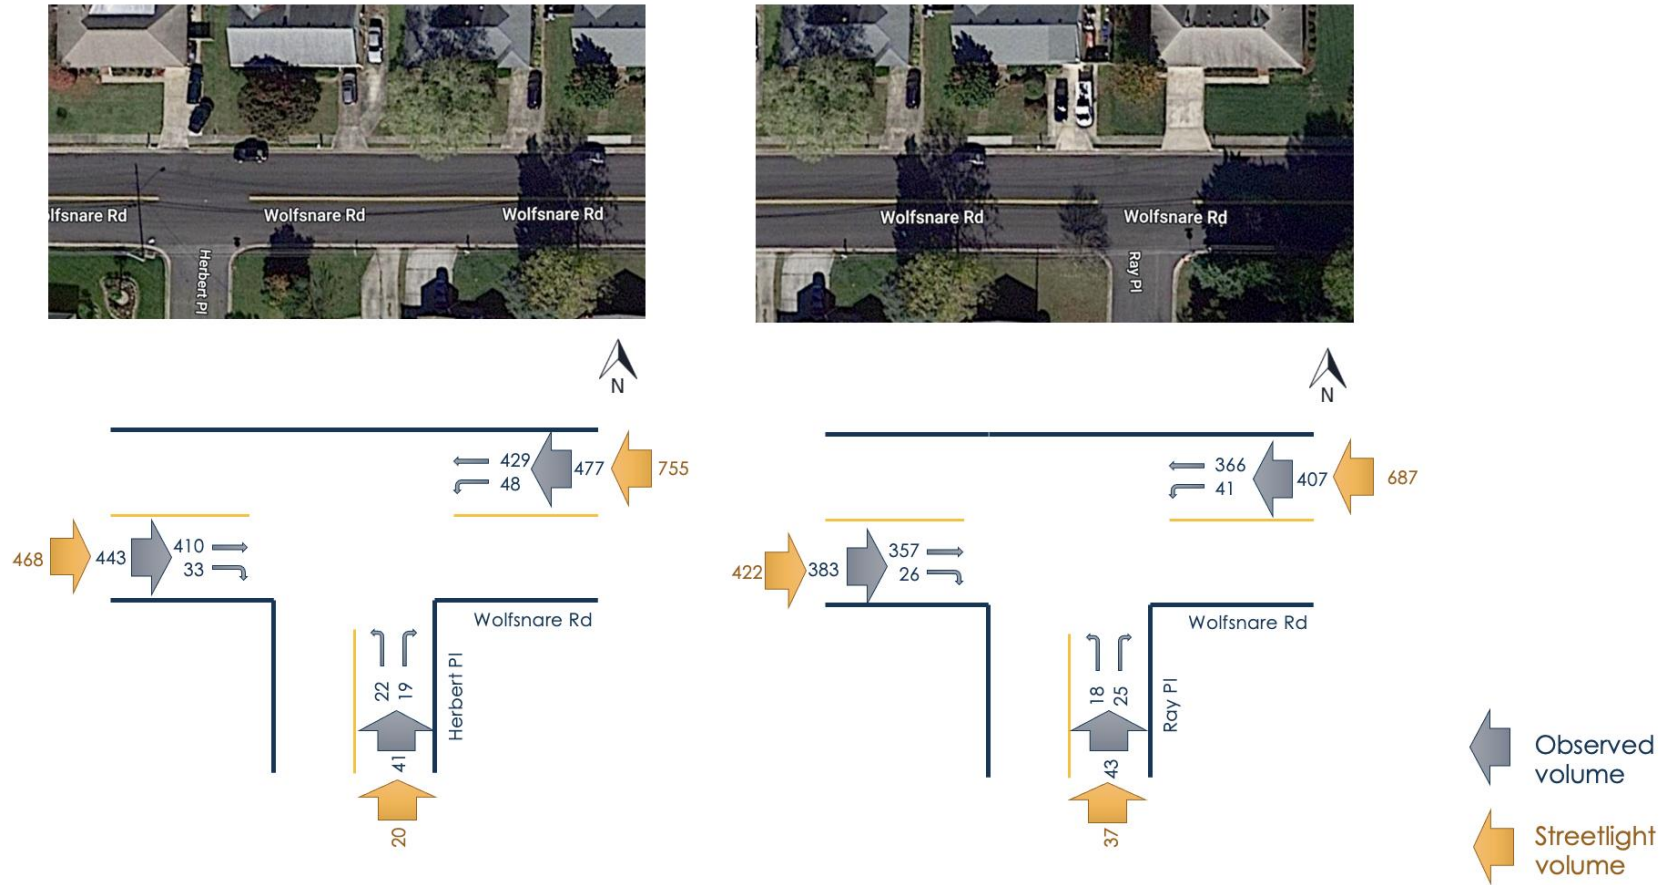 lfsnare Rd
Wolfsnare Rd
Wolfsnare Rd
Herbert Pl
Wolfsnare Rd
Wolfsnare Rd
Ray Pl
N
N
429
48
477
755
468
443
410
33
Wolfsnare Rd
22
19
Herbert Pl
41
20
366
41
407
687
422
383
357
26
Wolfsnare Rd
18
25
Ray Pl
43
37
Observed
volume
Streetlight
volume